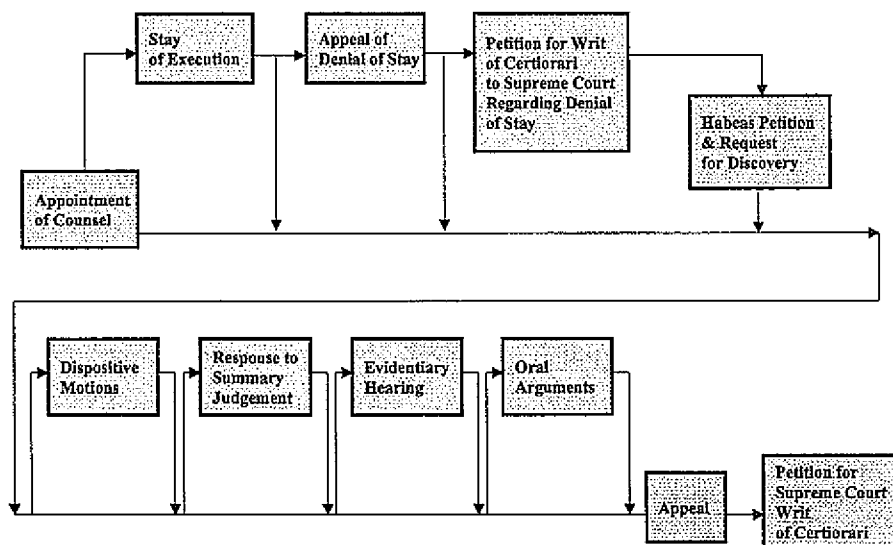 Stay
of Execution
Appeal of
Denial of Stay
Petition for Writ
of Certiorari
to Supreme Court
Regarding Denial
of Stay
Habeas Petition
& Request
for Discovery
Appointment
of Counsel
Dispositive
Motions
Response to
Summary
Judgement
Evidentiary
Hearing
Oral
Arguments
Appeal
Petition for
Supreme Court
Writ
of Certiorari